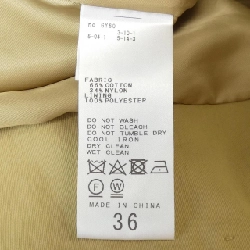 FABRIC
65% COTTON
34% NYLON
LINING
100% POLYESTER
DO NOT WASH
DO NOT BLEACH
DO NOT TUMBLE DRY
COOL IRON
DRY CLEAN
WET CLEAN
F W
MADE IN CHINA
36